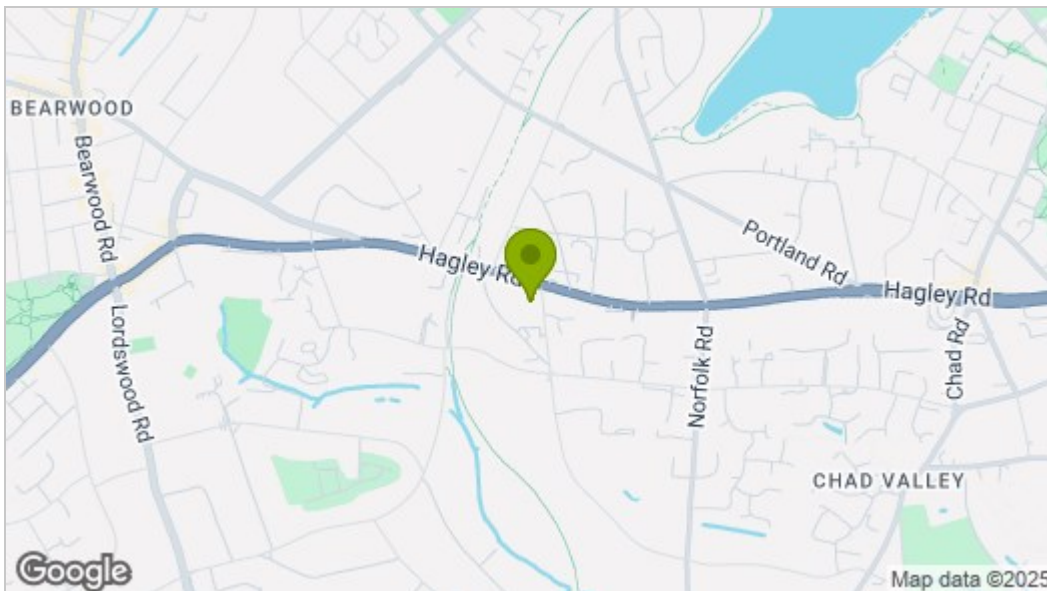 BEARWOOD
Bearwood Rd
Hagley Rd
Portland Rd
Hagley Rd
Lordswood Rd
Norfolk Rd
Chad Rd
CHAD VALLEY
Google
Map data ©2025